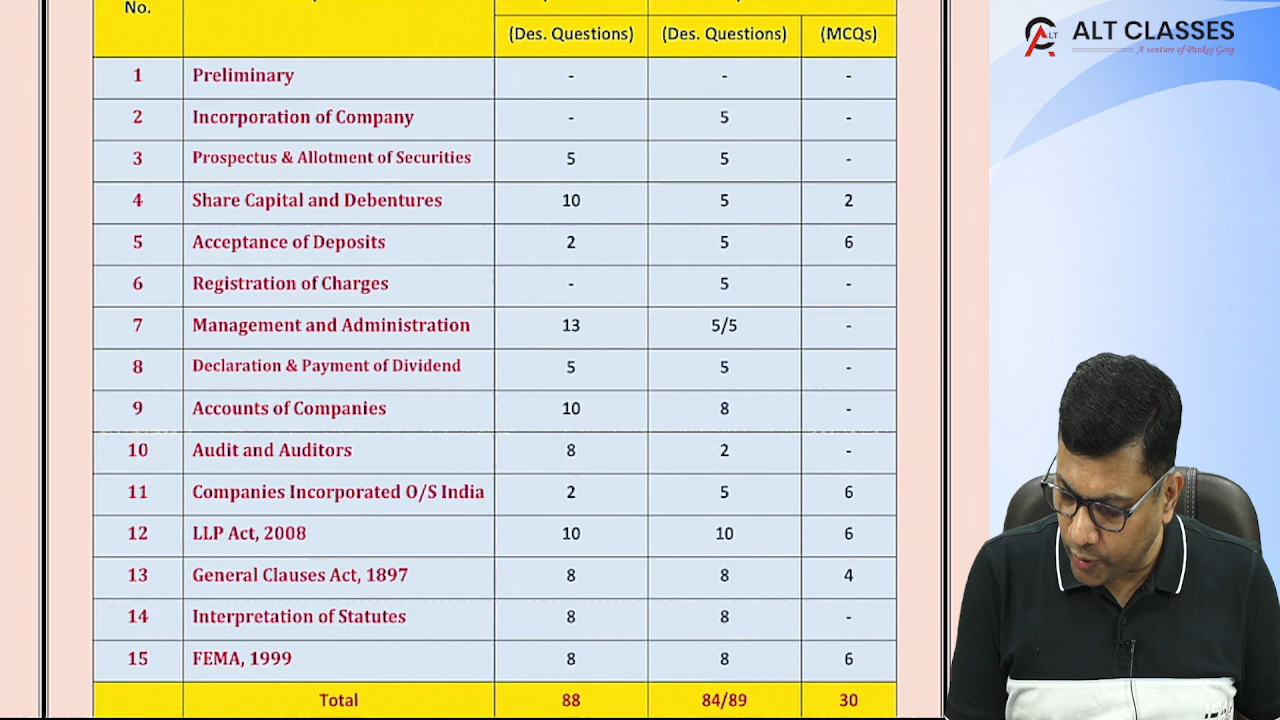 No.
(Des. Questions) (Des. Questions) (MCQs)
1 Preliminary - - -
2 Incorporation of Company - 5 -
3 Prospectus & Allotment of Securities 5 5 -
4 Share Capital and Debentures 10 5 2
5 Acceptance of Deposits 2 5 6
6 Registration of Charges - 5 -
7 Management and Administration 13 5/5 -
8 Declaration & Payment of Dividend 5 5 -
9 Accounts of Companies 10 8 -
10 Audit and Auditors 8 2 -
11 Companies Incorporated O/S India 2 5 6
12 LLP Act, 2008 10 10 6
13 General Clauses Act, 1897 8 8 4
14 Interpretation of Statutes 8 8 -
15 FEMA, 1999 8 8 6
Total 88 84/89 30
ALT
ALT CLASSES
A venture of Pankaj Garg